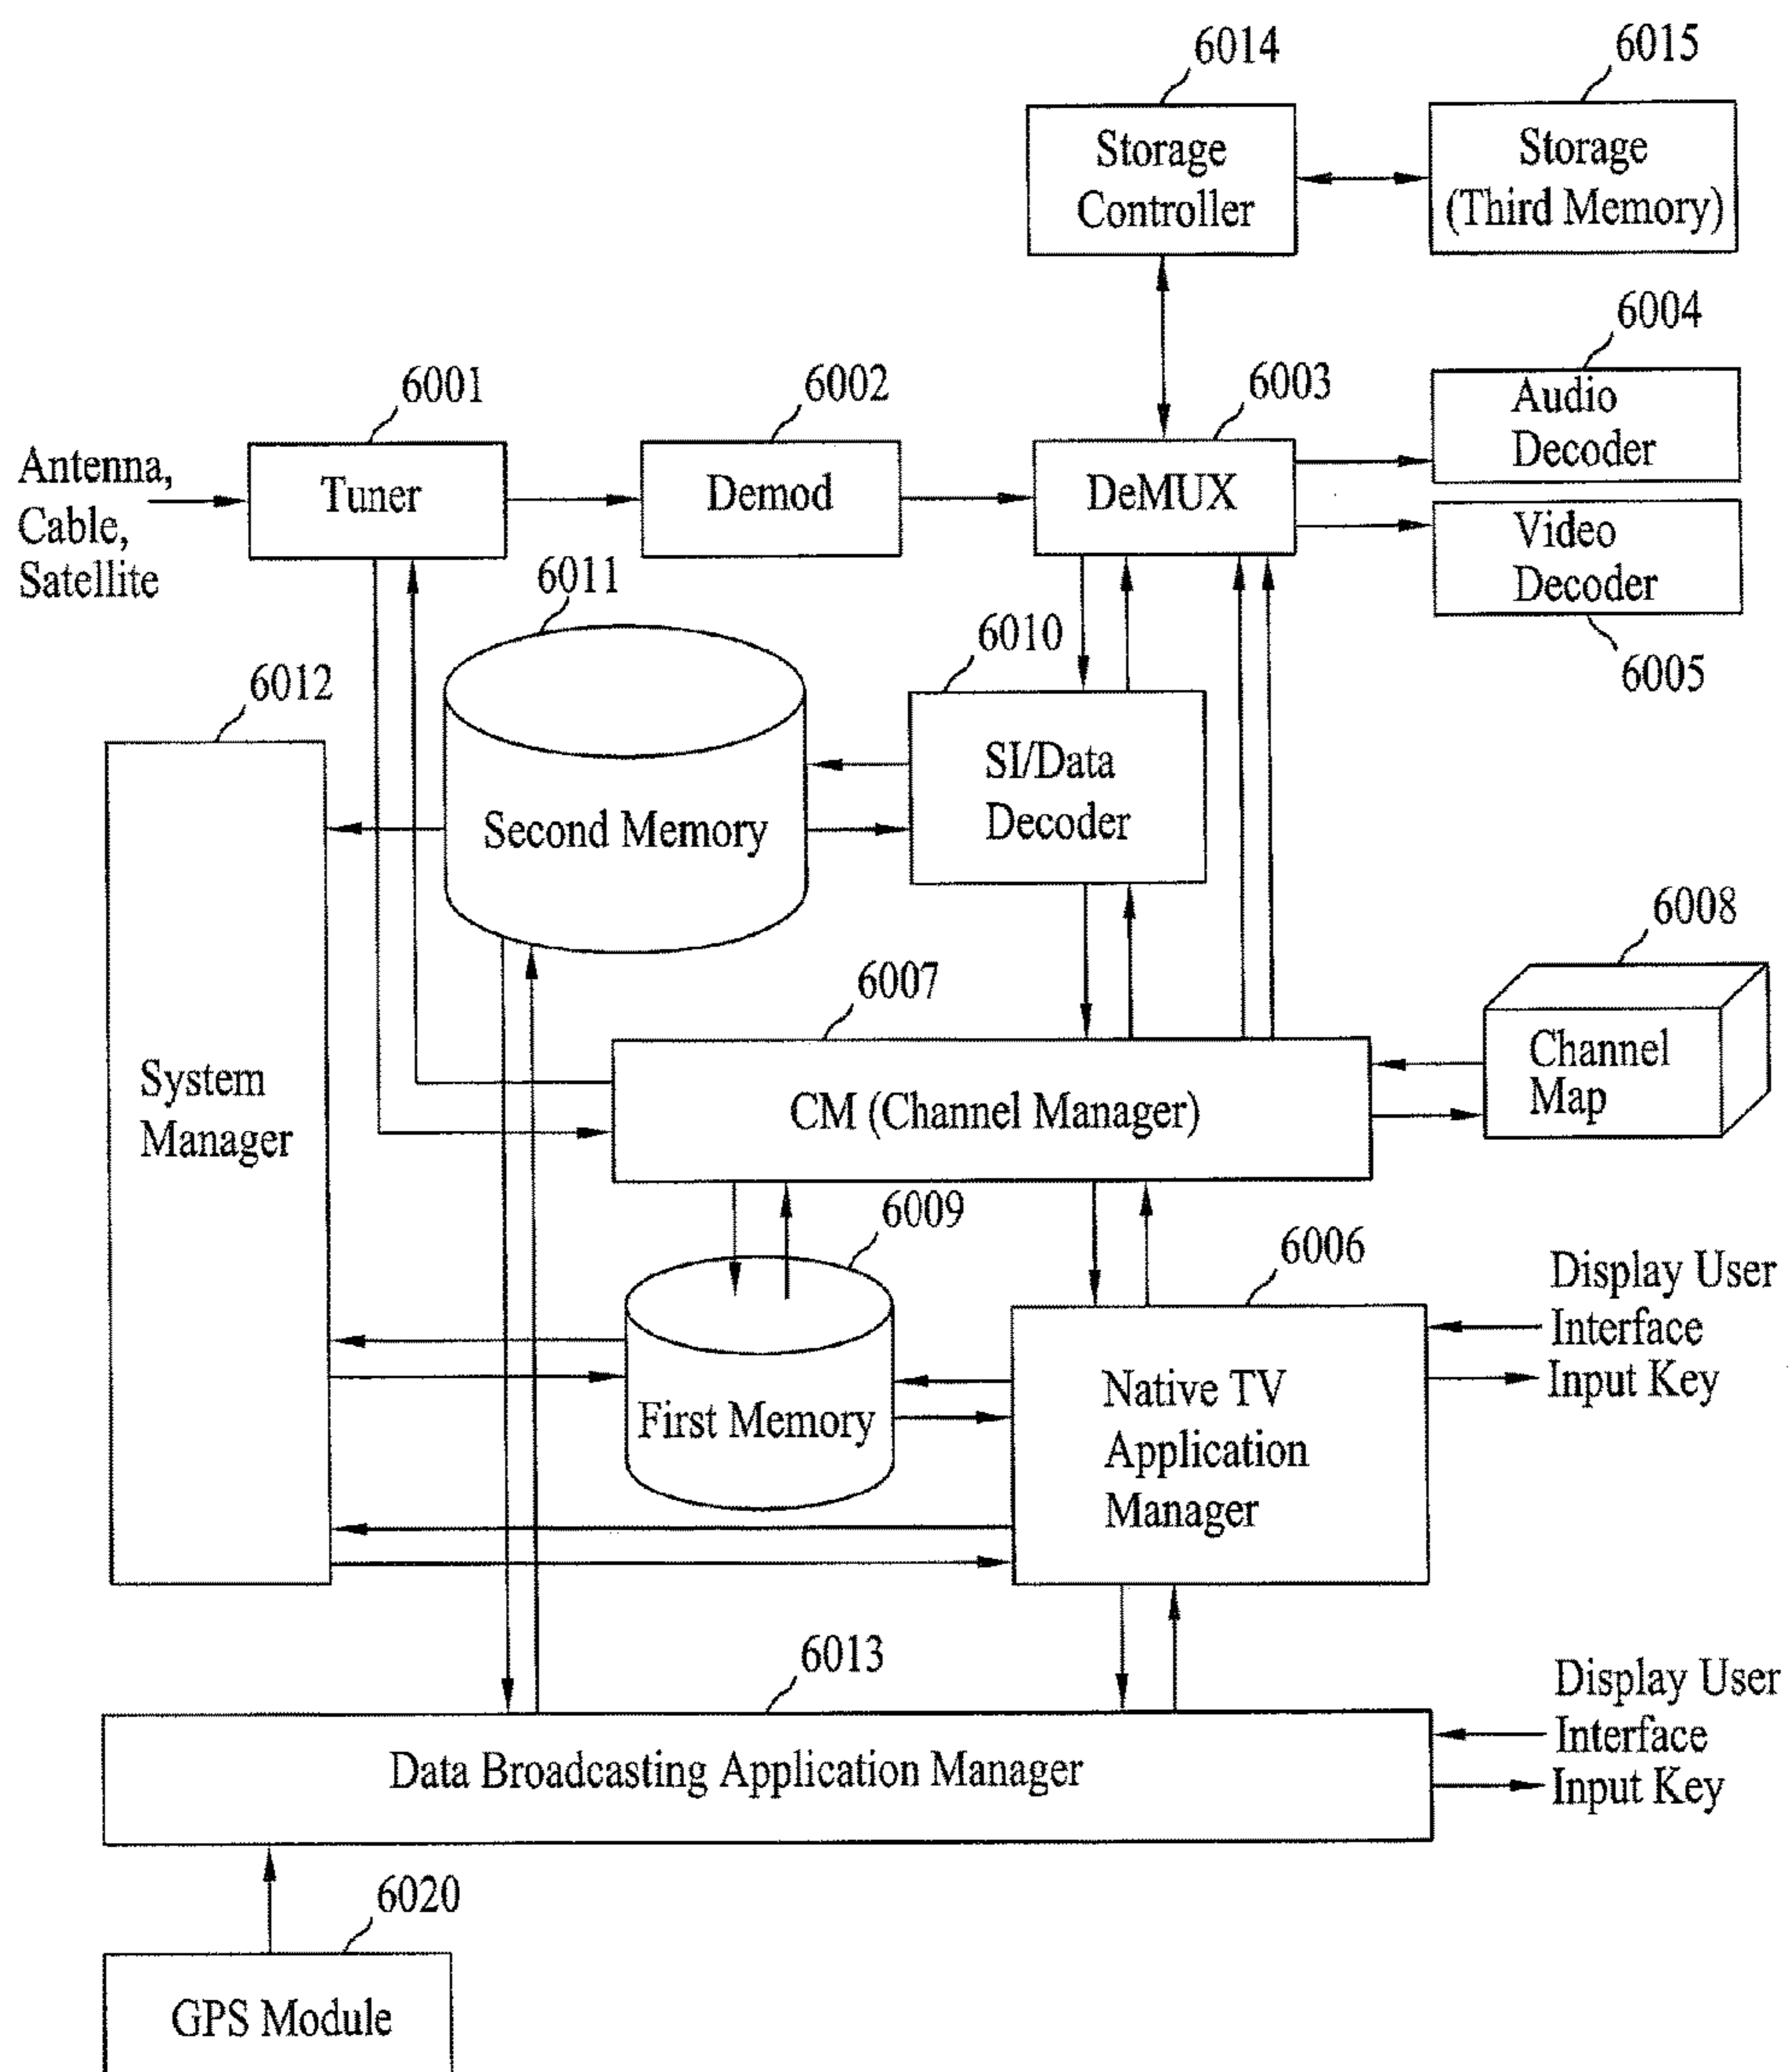 6014
6015
Storage
Controller
Storage
(Third Memory)
6004
6001
6002
6003
Audio
Decoder
Antenna,
Cable,
Satellite
Tuner
Demod
DeMUX
Video
Decoder
6005
6011
6010
6012
SI/Data
Decoder
Second Memory
6008
6007
Channel
Map
System
Manager
CM (Channel Manager)
6009
6006
Display User
Interface
Input Key
Native TV
Application
Manager
First Memory
6013
Display User
Interface
Input Key
Data Broadcasting Application Manager
6020
GPS Module